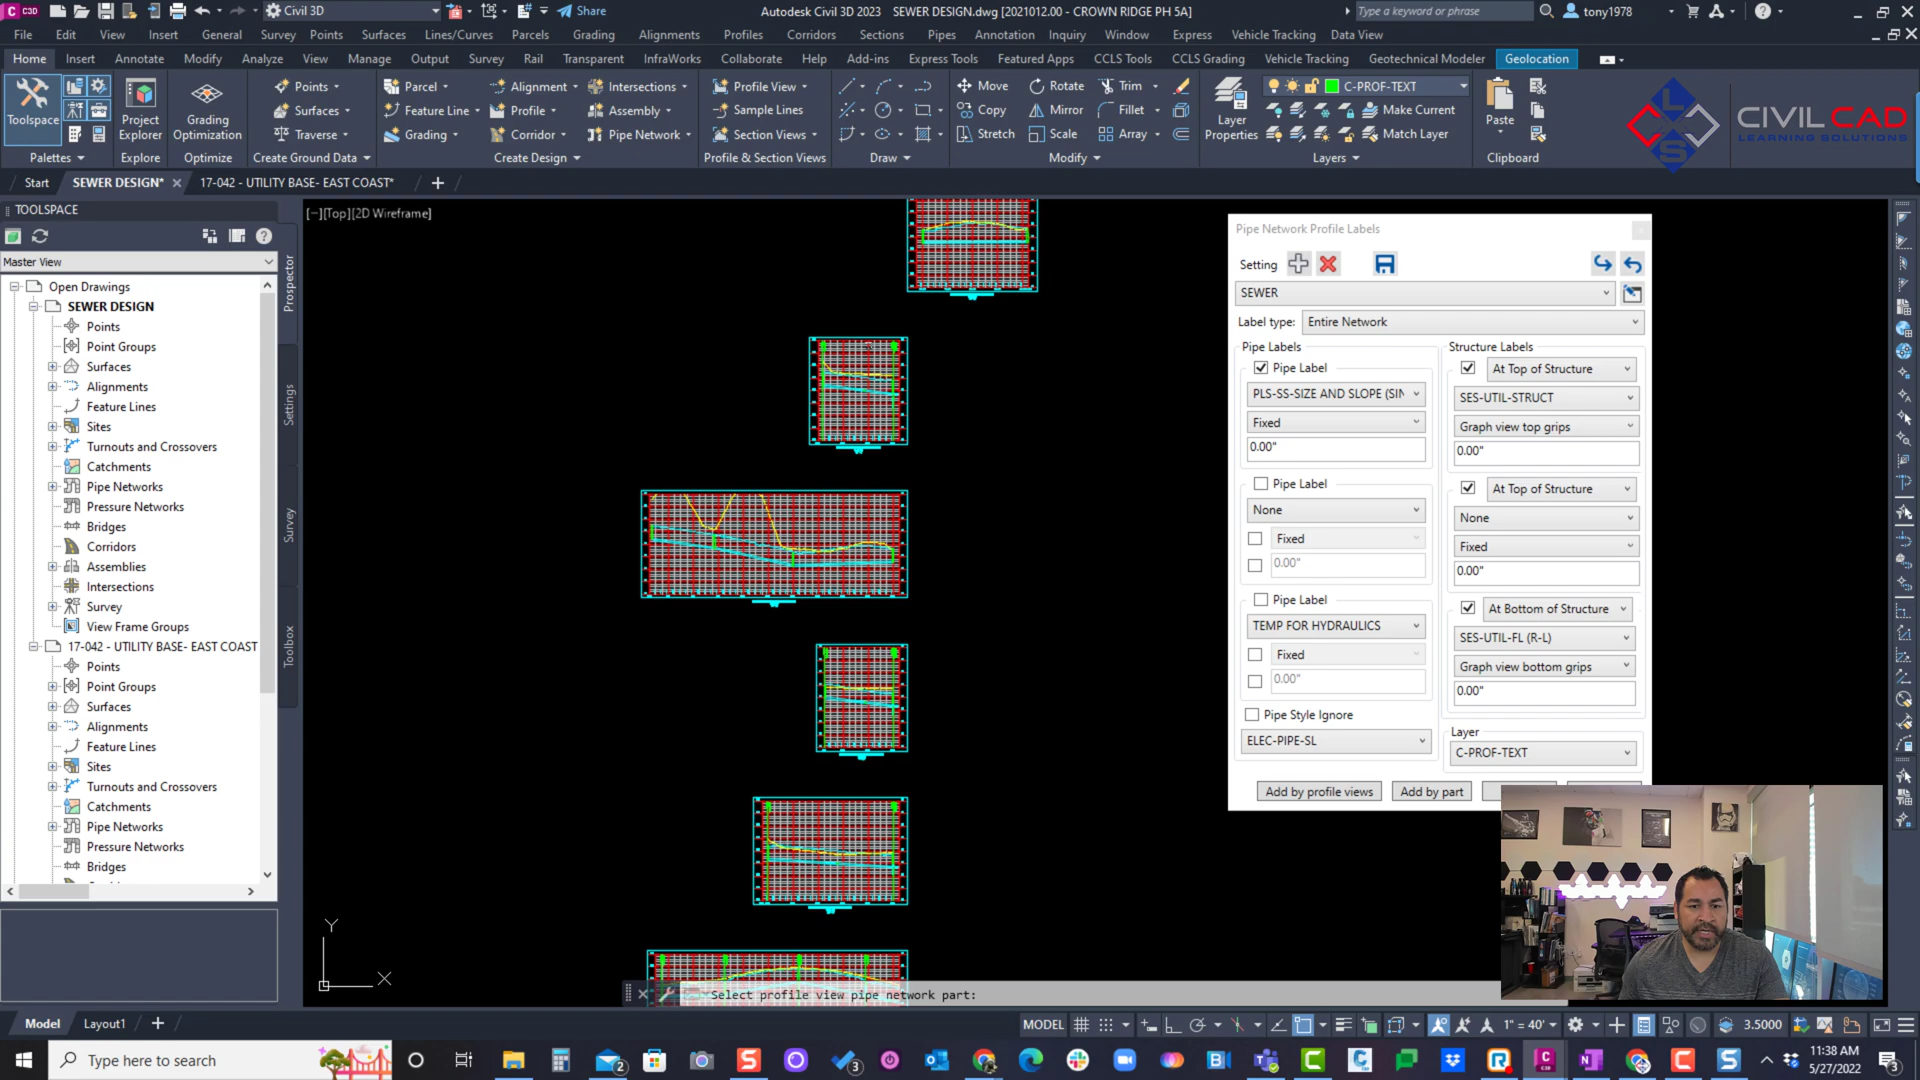 C3D
Civil 3D
Share
Autodesk Civil 3D 2023   SEWER DESIGN.dwg [2021012.00 - CROWN RIDGE PH 5A]
Type a keyword or phrase
tony1978
File Edit View Insert General Survey Points Surfaces Lines/Curves Parcels Grading Alignments Profiles Corridors Sections Pipes Annotation Inquiry Window Express Vehicle Tracking Data View
Home Insert Annotate Modify Analyze View Manage Output Survey Rail Transparent InfraWorks Collaborate Help Add-ins Express Tools Featured Apps CCLS Tools CCLS Grading Vehicle Tracking Geotechnical Modeler Geolocation
Toolspace
Project Explorer
Grading Optimization
Points
Surfaces
Traverse
Parcel
Feature Line
Grading
Alignment
Profile
Corridor
Intersections
Assembly
Pipe Network
Profile View
Sample Lines
Section Views
Move
Copy
Stretch
Rotate
Mirror
Scale
Trim
Fillet
Array
Layer Properties
C-PROF-TEXT
Make Current
Match Layer
Paste
Palettes
Explore
Optimize
Create Ground Data
Create Design
Profile & Section Views
Draw
Modify
Layers
Clipboard
LS
S
CIVIL CAD
LEARNING SOLUTIONS
Start
SEWER DESIGN*
17-042 - UTILITY BASE- EAST COAST*
TOOLSPACE
Master View
Prospector
Settings
Survey
Toolbox
Open Drawings
SEWER DESIGN
Points
Point Groups
Surfaces
Alignments
Feature Lines
Sites
Turnouts and Crossovers
Catchments
Pipe Networks
Pressure Networks
Bridges
Corridors
Assemblies
Intersections
Survey
View Frame Groups
17-042 - UTILITY BASE- EAST COAST
Points
Point Groups
Surfaces
Alignments
Feature Lines
Sites
Turnouts and Crossovers
Catchments
Pipe Networks
Pressure Networks
Bridges
[−][Top][2D Wireframe]
Y
X
Pipe Network Profile Labels
Setting
SEWER
Label type: Entire Network
Pipe Labels
Pipe Label
PLS-SS-SIZE AND SLOPE (SIN
Fixed
0.00"
Pipe Label
None
Fixed
0.00"
Pipe Label
TEMP FOR HYDRAULICS
Fixed
0.00"
Pipe Style Ignore
ELEC-PIPE-SL
Structure Labels
At Top of Structure
SES-UTIL-STRUCT
Graph view top grips
0.00"
At Top of Structure
None
Fixed
0.00"
At Bottom of Structure
SES-UTIL-FL (R-L)
Graph view bottom grips
0.00"
Layer
C-PROF-TEXT
Add by profile views
Add by part
Select profile view pipe network part:
Model
Layout1
MODEL
1" = 40'
3.5000
Type here to search
2
3
11:38 AM
5/27/2022
3